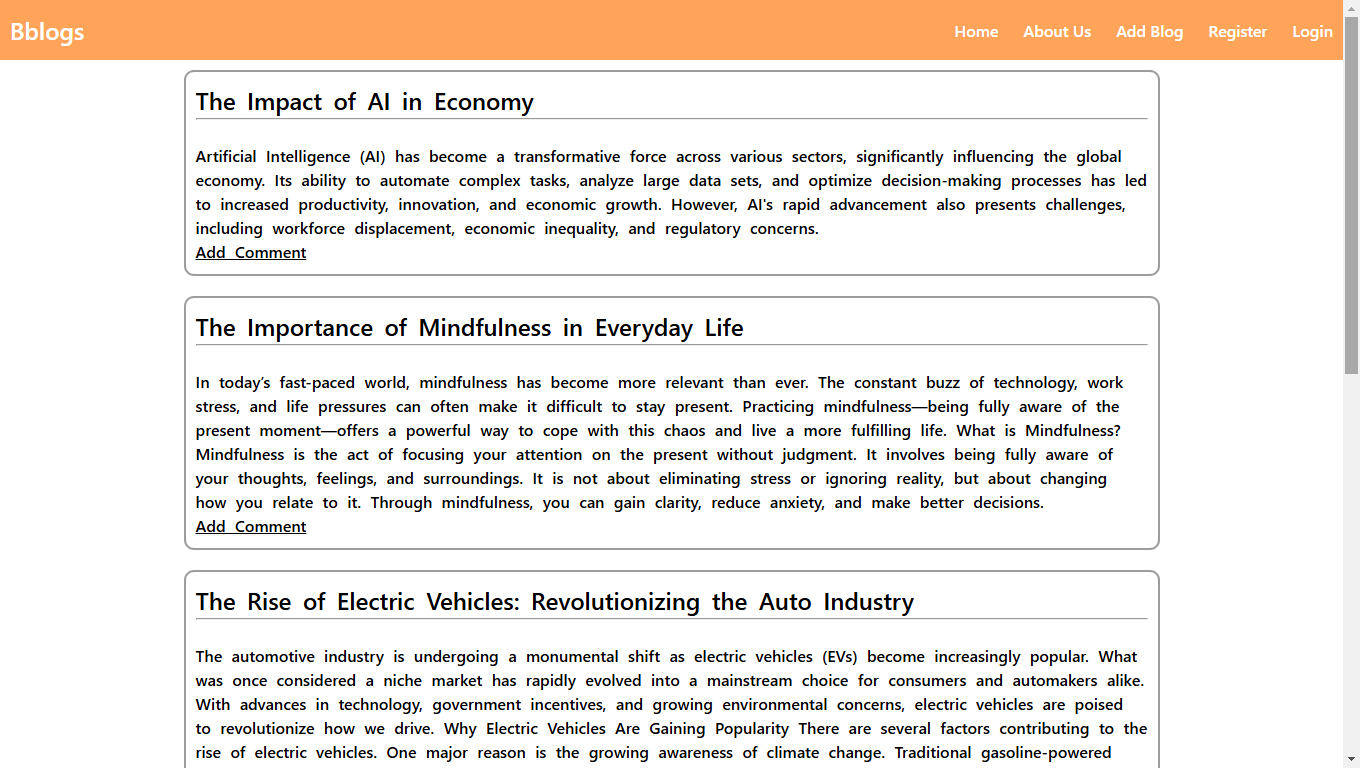 Bblogs
Home About Us Add Blog Register Login
The Impact of AI in Economy
Artificial Intelligence (AI) has become a transformative force across various sectors, significantly influencing the global
economy. Its ability to automate complex tasks, analyze large data sets, and optimize decision-making processes has led
to increased productivity, innovation, and economic growth. However, AI's rapid advancement also presents challenges,
including workforce displacement, economic inequality, and regulatory concerns.
Add Comment
The Importance of Mindfulness in Everyday Life
In today’s fast-paced world, mindfulness has become more relevant than ever. The constant buzz of technology, work
stress, and life pressures can often make it difficult to stay present. Practicing mindfulness—being fully aware of the
present moment—offers a powerful way to cope with this chaos and live a more fulfilling life. What is Mindfulness?
Mindfulness is the act of focusing your attention on the present without judgment. It involves being fully aware of
your thoughts, feelings, and surroundings. It is not about eliminating stress or ignoring reality, but about changing
how you relate to it. Through mindfulness, you can gain clarity, reduce anxiety, and make better decisions.
Add Comment
The Rise of Electric Vehicles: Revolutionizing the Auto Industry
The automotive industry is undergoing a monumental shift as electric vehicles (EVs) become increasingly popular. What
was once considered a niche market has rapidly evolved into a mainstream choice for consumers and automakers alike.
With advances in technology, government incentives, and growing environmental concerns, electric vehicles are poised
to revolutionize how we drive. Why Electric Vehicles Are Gaining Popularity There are several factors contributing to the
rise of electric vehicles. One major reason is the growing awareness of climate change. Traditional gasoline-powered